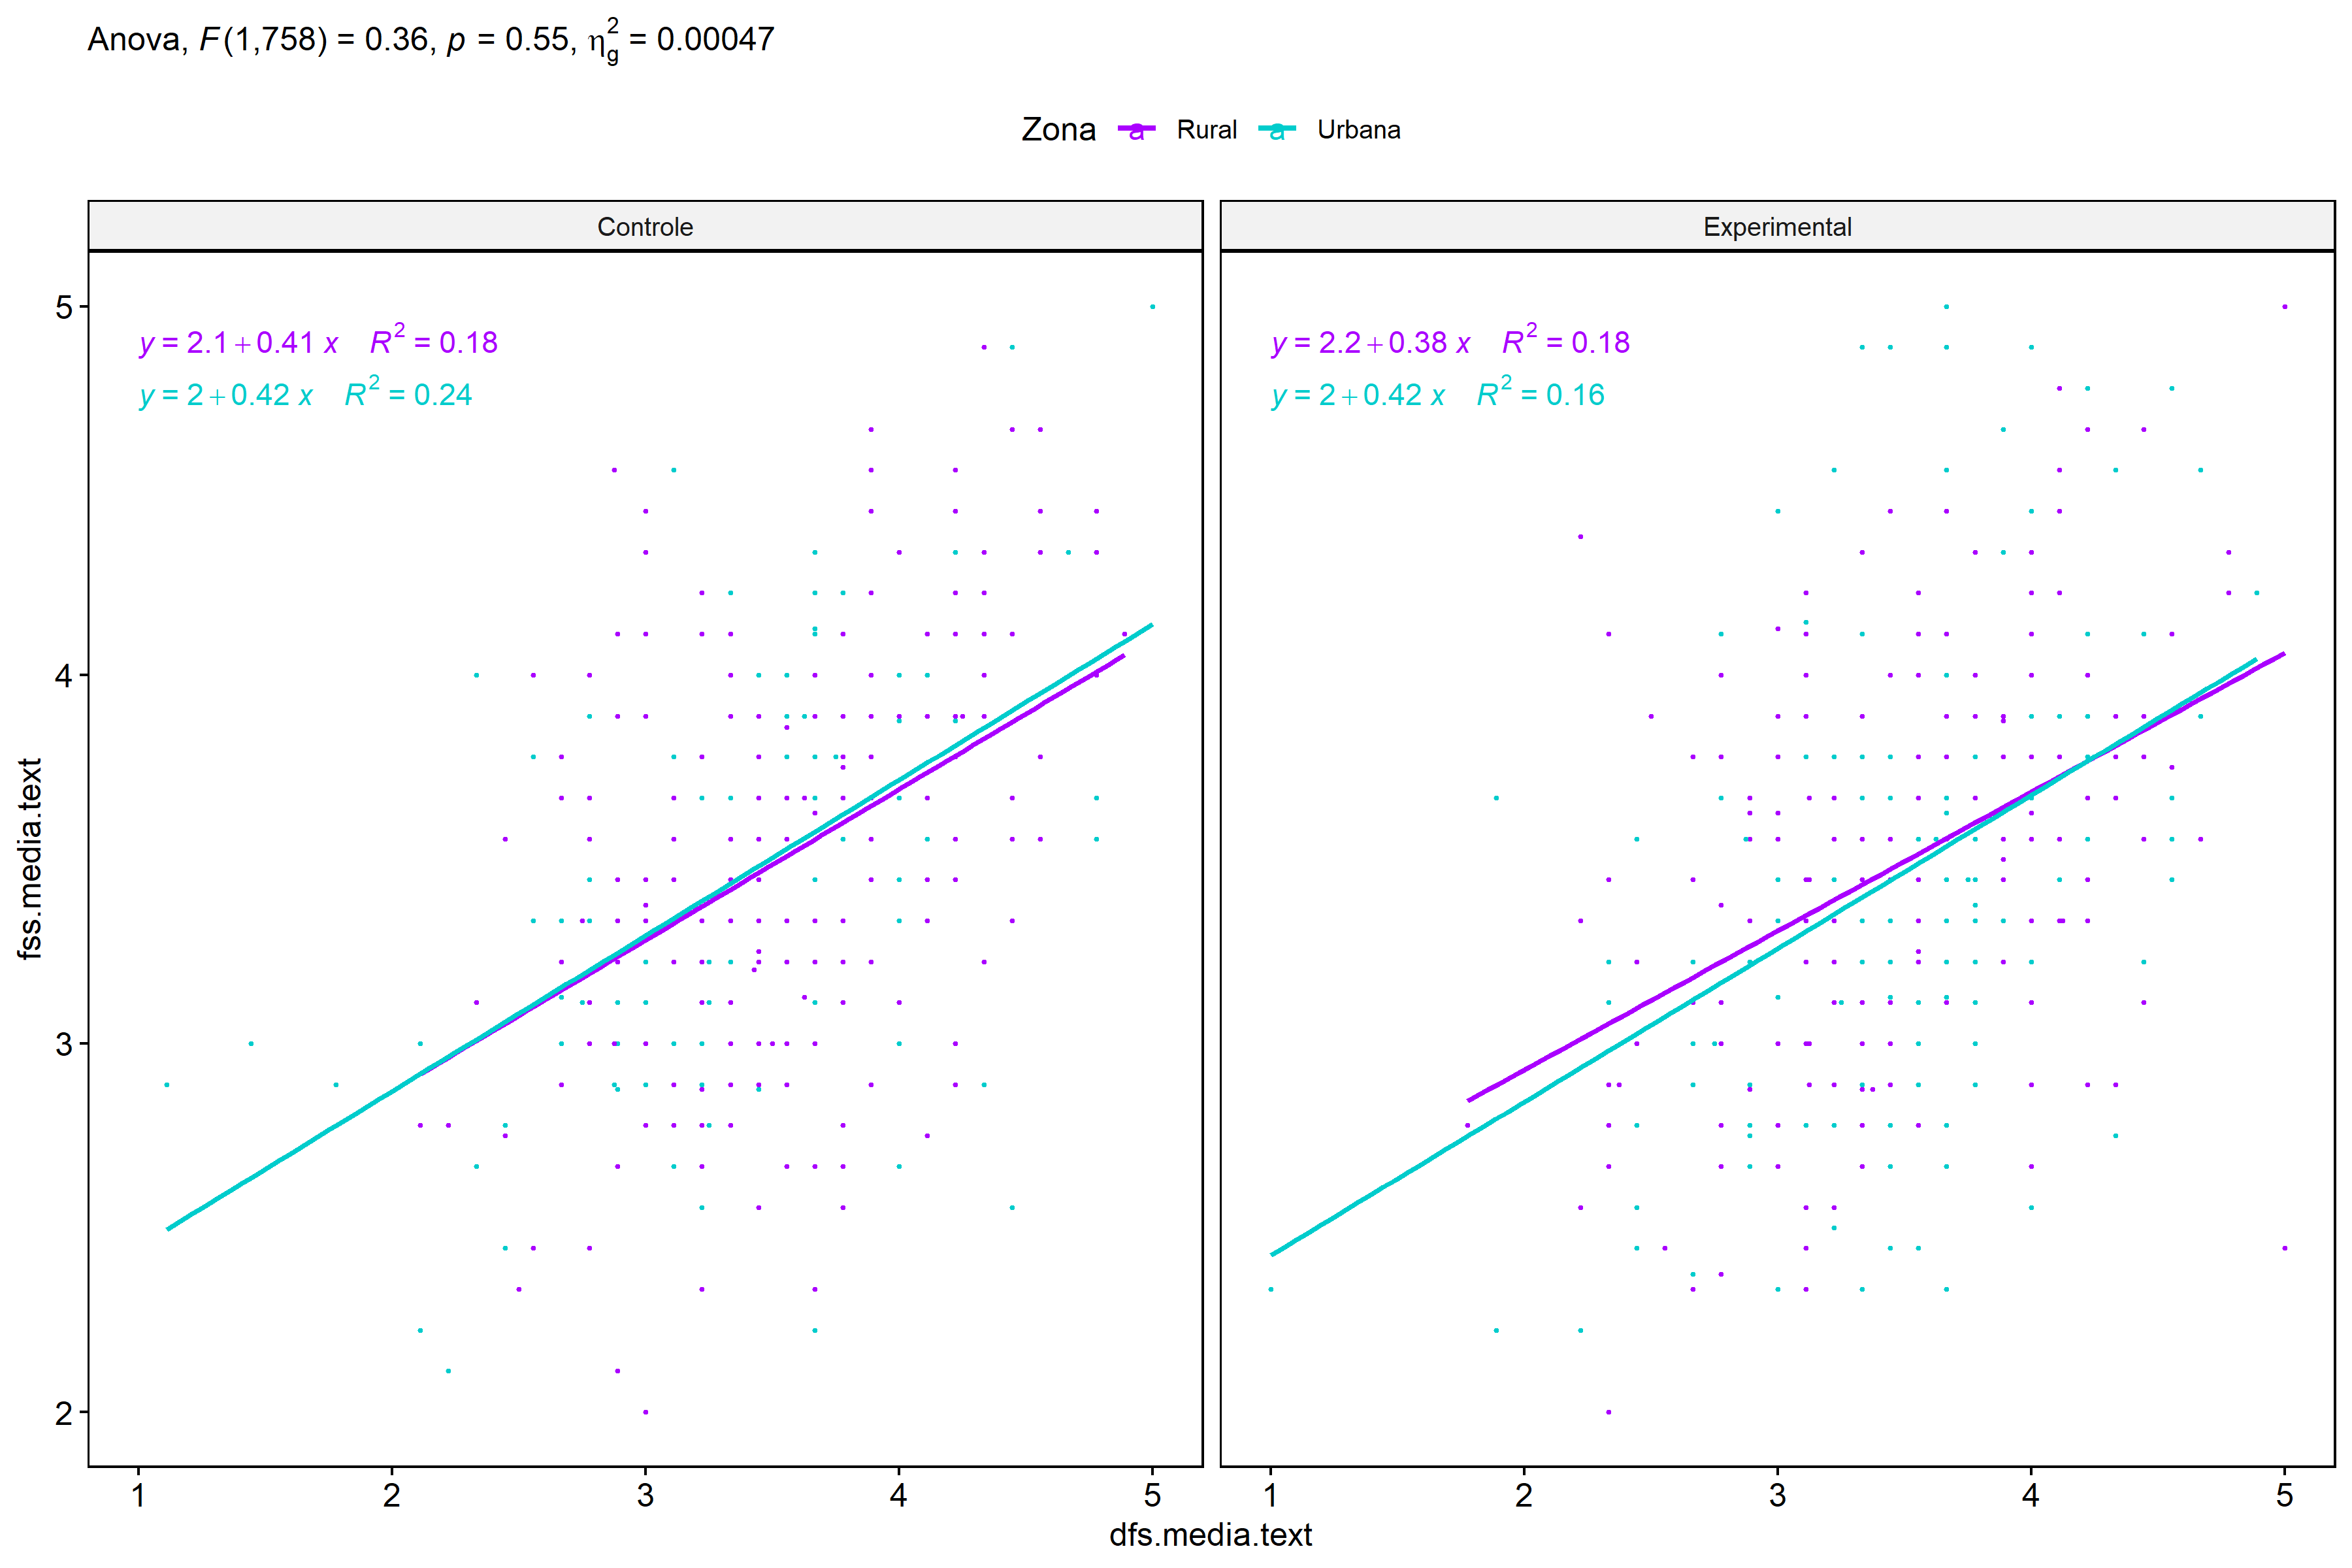 Anova, F(1,758) = 0.36, p = 0.55, η²g = 0.00047
Zona a Rural a Urbana
Controle
Experimental
y = 2.1 + 0.41 x R² = 0.18
y = 2 + 0.42 x R² = 0.24
y = 2.2 + 0.38 x R² = 0.18
y = 2 + 0.42 x R² = 0.16
5
4
3
2
fss.media.text
1 2 3 4 5
1 2 3 4 5
dfs.media.text